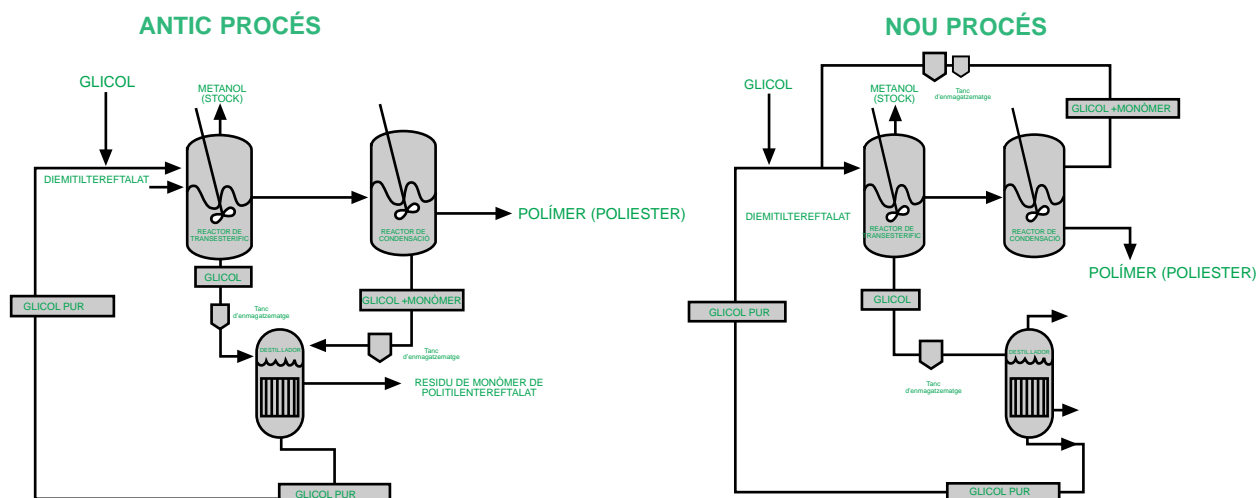 ANTIC PROCÉS
GLICOL
METANOL
(STOCK)
DIEMITILTEREFTALAT
REACTOR DE
TRANSESTERIFIC
REACTOR DE
CONDENSACIÓ
POLÍMER (POLIESTER)
GLICOL
GLICOL PUR
GLICOL +MONÒMER
Tanc
d'enmagatzematge
DESTIL.LADOR
Tanc
d'enmagatzematge
RESIDU DE MONÒMER DE
POLITILENTEREFTALAT
GLICOL PUR
NOU PROCÉS
GLICOL
METANOL
(STOCK)
Tanc
d'enmagatzematge
GLICOL +MONÒMER
DIEMITILTEREFTALAT
REACTOR DE
TRANSESTERIFIC
REACTOR DE
CONDENSACIÓ
POLÍMER (POLIESTER)
GLICOL
GLICOL PUR
DESTIL.LADOR
Tanc
d'enmagatzematge
GLICOL PUR